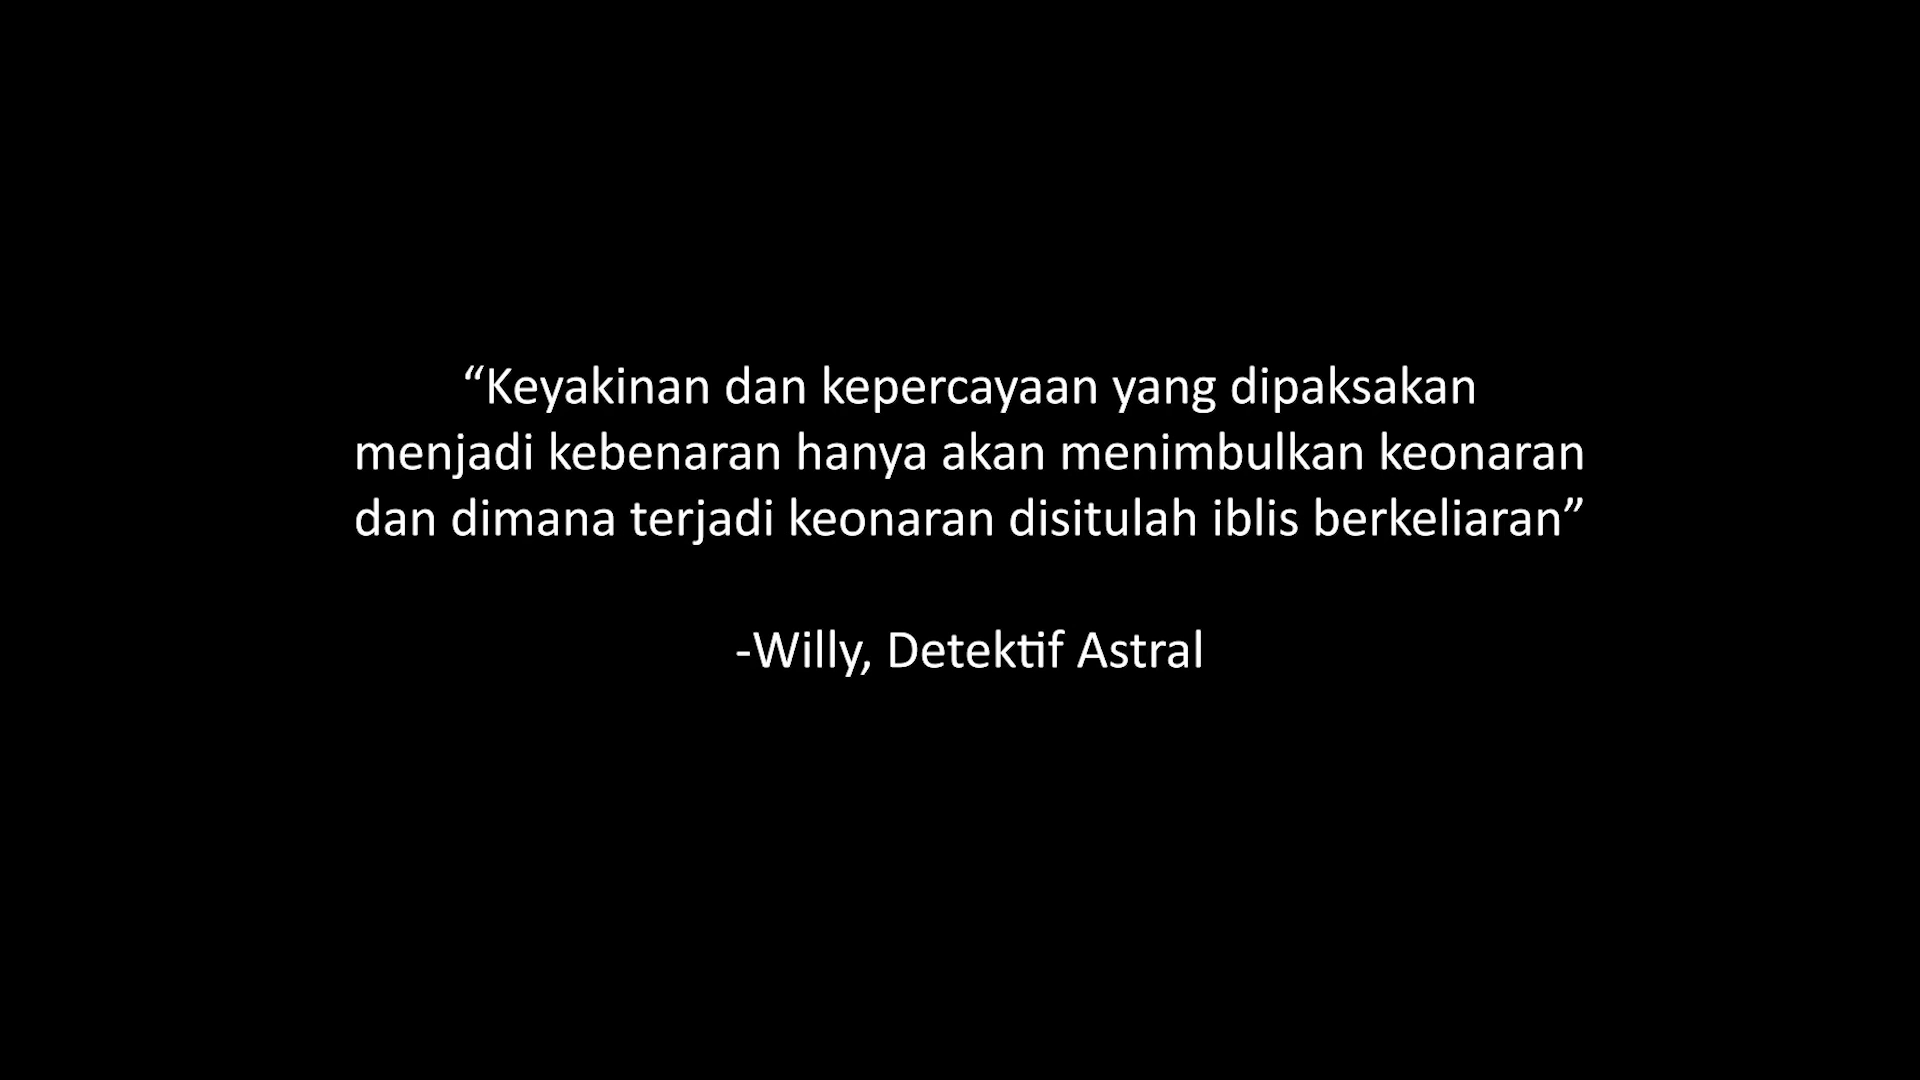 “Keyakinan dan kepercayaan yang dipaksakan
menjadi kebenaran hanya akan menimbulkan keonaran
dan dimana terjadi keonaran disitulah iblis berkeliaran”
-Willy, Detektif Astral